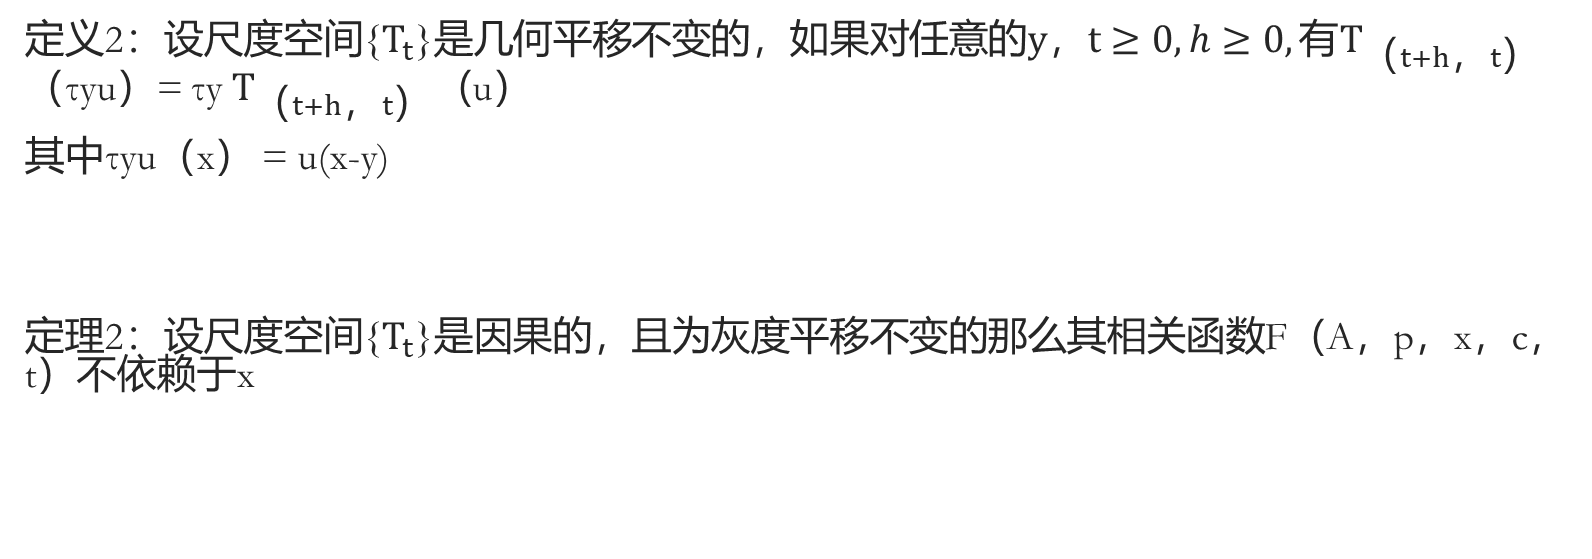 定义2：设尺度空间{Tt}是几何平移不变的，如果对任意的y，t ≥ 0, h ≥ 0, 有T（t+h，t）
（τyu）= τy T（t+h，t）（u）
其中τyu（x） = u(x-y)
定理2：设尺度空间{Tt}是因果的，且为灰度平移不变的那么其相关函数F（A，p，x，c，
t）不依赖于x